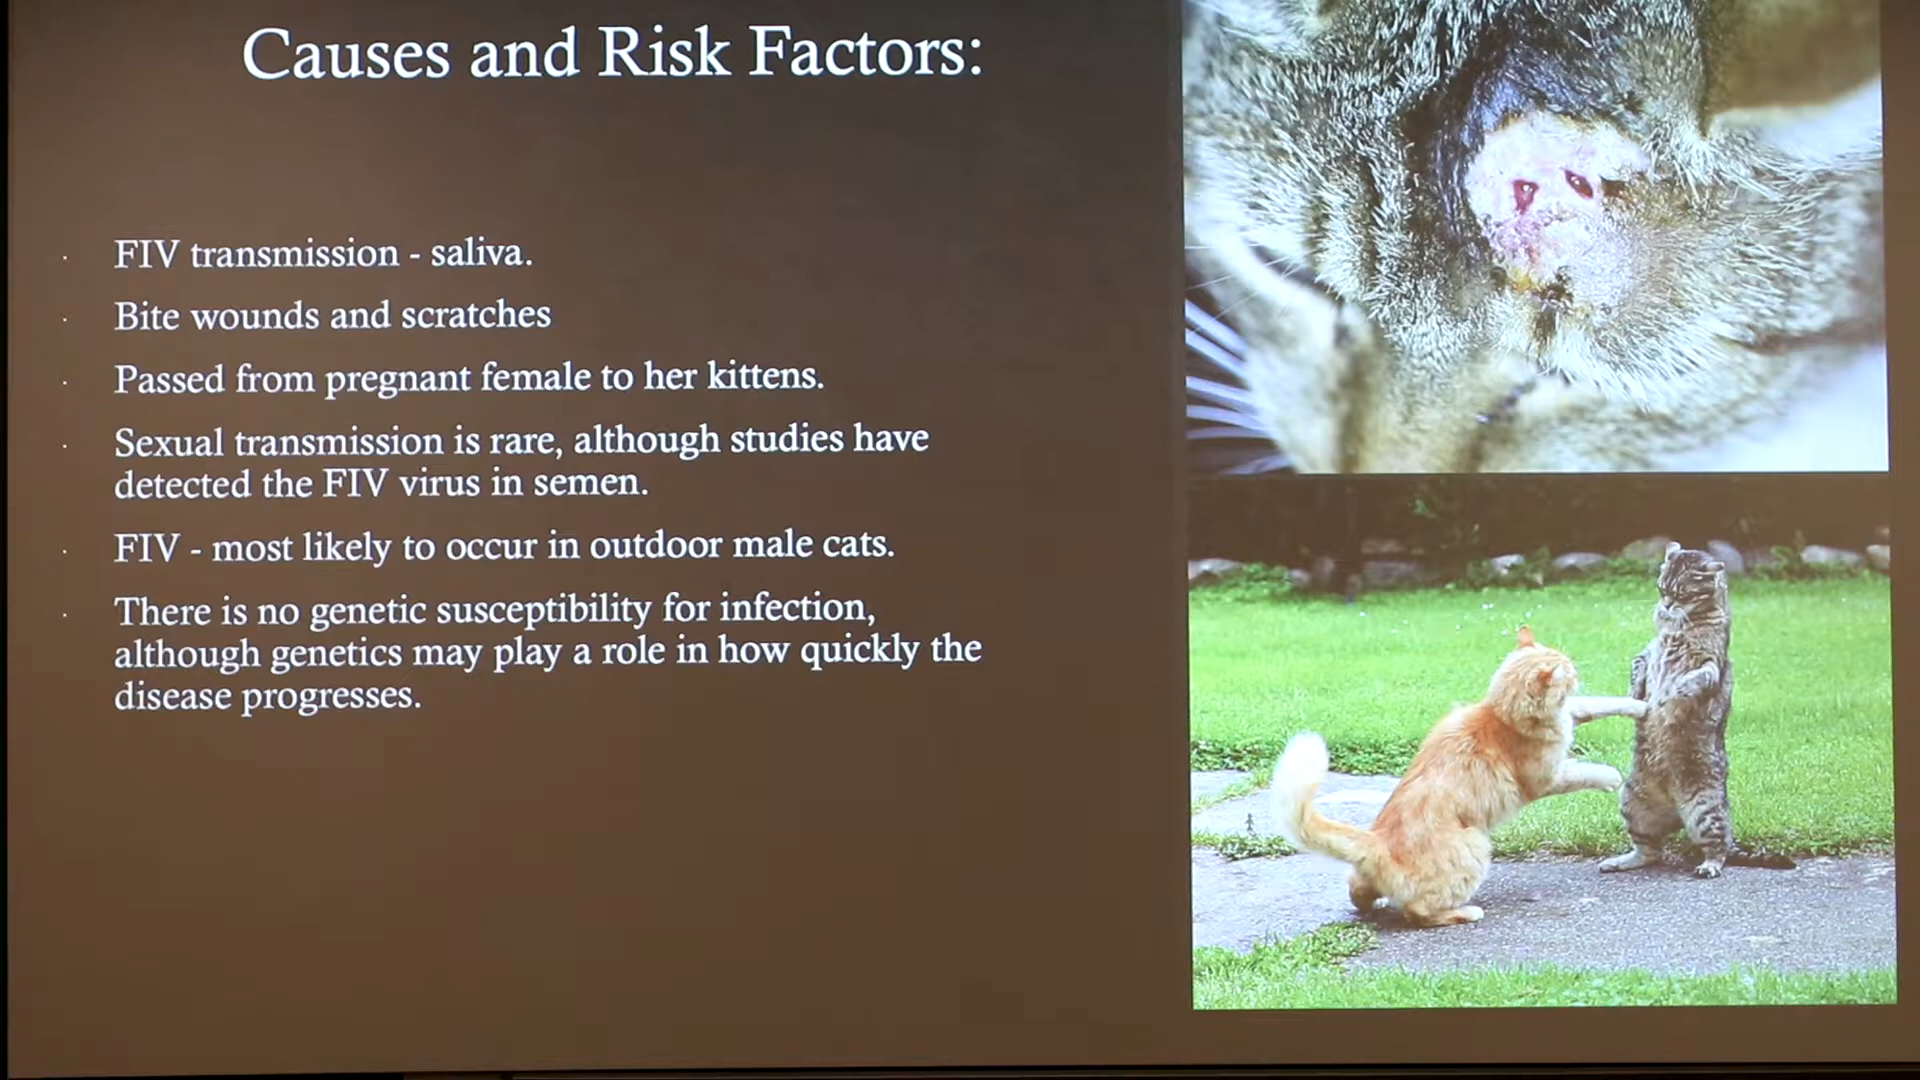 Causes and Risk Factors:
· FIV transmission - saliva.
· Bite wounds and scratches
· Passed from pregnant female to her kittens.
· Sexual transmission is rare, although studies have
detected the FIV virus in semen.
· FIV - most likely to occur in outdoor male cats.
· There is no genetic susceptibility for infection,
although genetics may play a role in how quickly the
disease progresses.